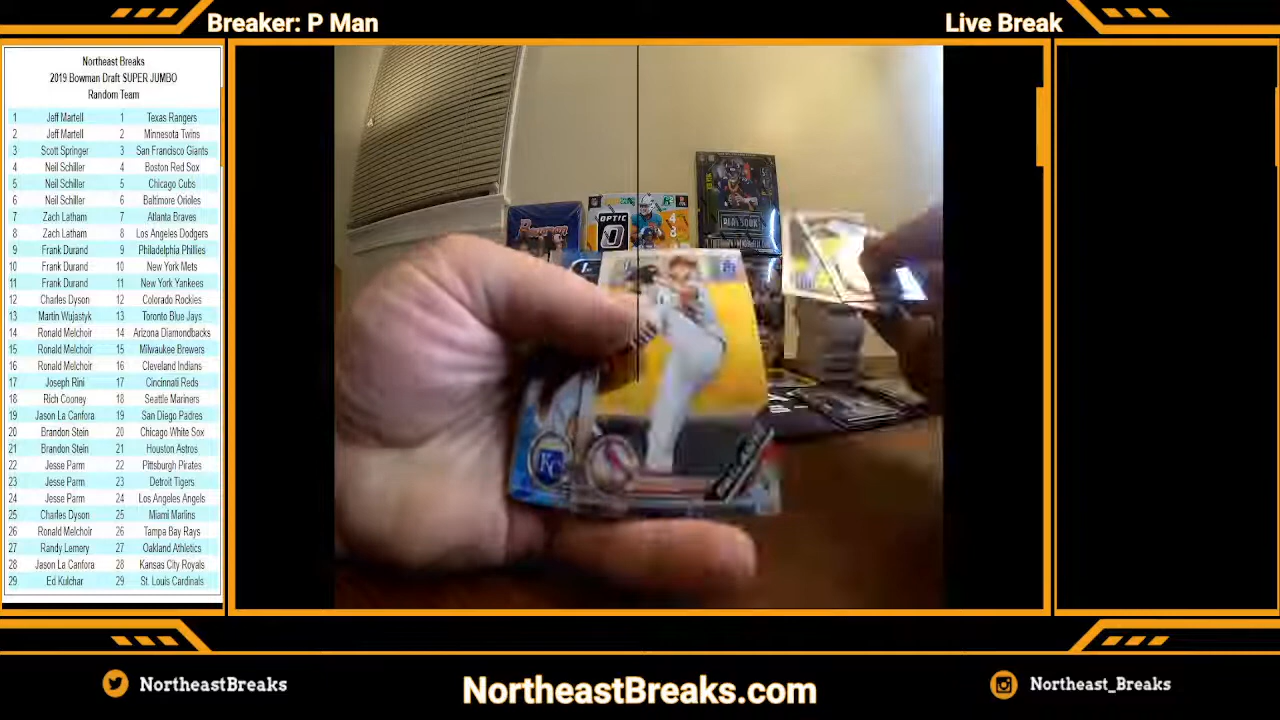 Breaker: P Man
Live Break
Northeast Breaks
2019 Bowman Draft SUPER JUMBO
Random Team
1 Jeff Martell 1 Texas Rangers
2 Jeff Martell 2 Minnesota Twins
3 Scott Springer 3 San Francisco Giants
4 Neil Schiller 4 Boston Red Sox
5 Neil Schiller 5 Chicago Cubs
6 Neil Schiller 6 Baltimore Orioles
7 Zach Latham 7 Atlanta Braves
8 Zach Latham 8 Los Angeles Dodgers
9 Frank Durand 9 Philadelphia Phillies
10 Frank Durand 10 New York Mets
11 Frank Durand 11 New York Yankees
12 Charles Dyson 12 Colorado Rockies
13 Martin Wujastyk 13 Toronto Blue Jays
14 Ronald Melchoir 14 Arizona Diamondbacks
15 Ronald Melchoir 15 Milwaukee Brewers
16 Ronald Melchoir 16 Cleveland Indians
17 Joseph Rini 17 Cincinnati Reds
18 Rich Cooney 18 Seattle Mariners
19 Jason La Canfora 19 San Diego Padres
20 Brandon Stein 20 Chicago White Sox
21 Brandon Stein 21 Houston Astros
22 Jesse Parm 22 Pittsburgh Pirates
23 Jesse Parm 23 Detroit Tigers
24 Jesse Parm 24 Los Angeles Angels
25 Charles Dyson 25 Miami Marlins
26 Ronald Melchoir 26 Tampa Bay Rays
27 Randy Lemery 27 Oakland Athletics
28 Jason La Canfora 28 Kansas City Royals
29 Ed Kulchar 29 St. Louis Cardinals
Bowman
OPTIC
KC
NortheastBreaks
NortheastBreaks.com
Northeast_Breaks